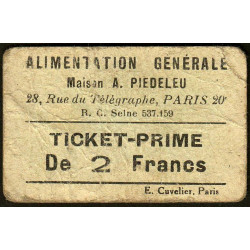 ALIMENTATION GÉNÉRALE
Maison A. PIEDELEU
28, Rue du Télégraphe, PARIS 20e
R. C. Seine 537.159
TICKET-PRIME
De 2 Francs
E. Cuvelier, Paris